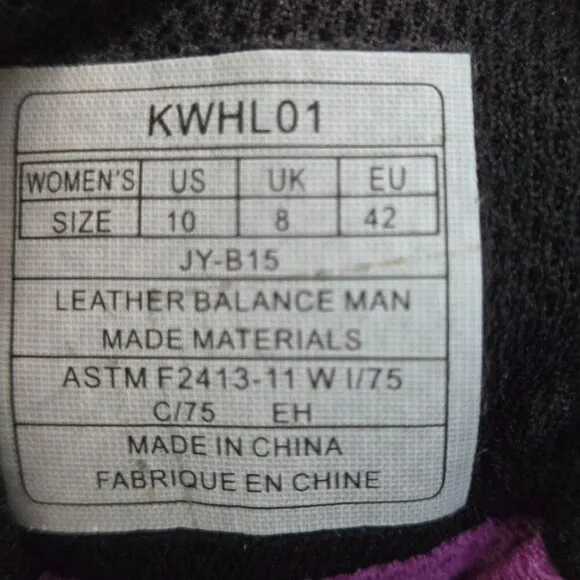 KWHL01
WOMEN'S US UK EU
SIZE 10 8 42
JY-B15
LEATHER BALANCE MAN
MADE MATERIALS
ASTM F2413-11 W I/75
C/75 EH
MADE IN CHINA
FABRIQUE EN CHINE